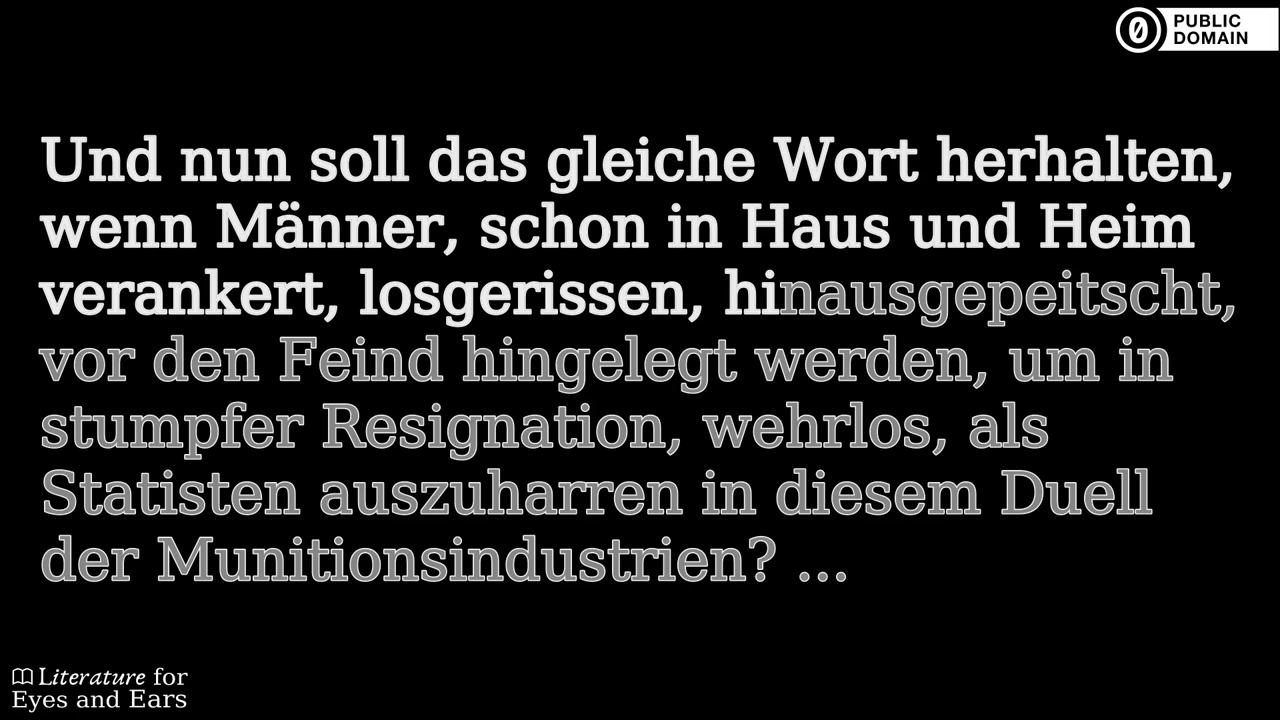 PUBLIC
DOMAIN
Und nun soll das gleiche Wort herhalten,
wenn Männer, schon in Haus und Heim
verankert, losgerissen, hinausgepeitscht,
vor den Feind hingelegt werden, um in
stumpfer Resignation, wehrlos, als
Statisten auszuharren in diesem Duell
der Munitionsindustrien? ...
Literature for
Eyes and Ears